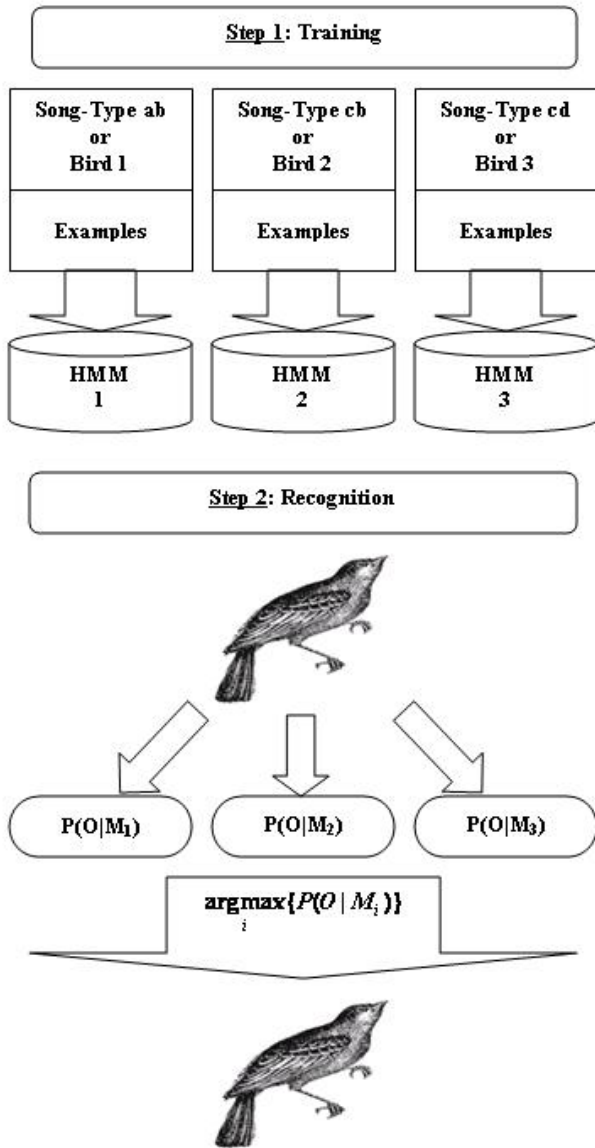 Step 1: Training
Song-Type ab
or
Bird 1
Song-Type cb
or
Bird 2
Song-Type cd
or
Bird 3
Examples
Examples
Examples
HMM
1
HMM
2
HMM
3
Step 2: Recognition
P(O|M₁)
P(O|M₂)
P(O|M₃)
argmax{P(O | Mᵢ)}
i